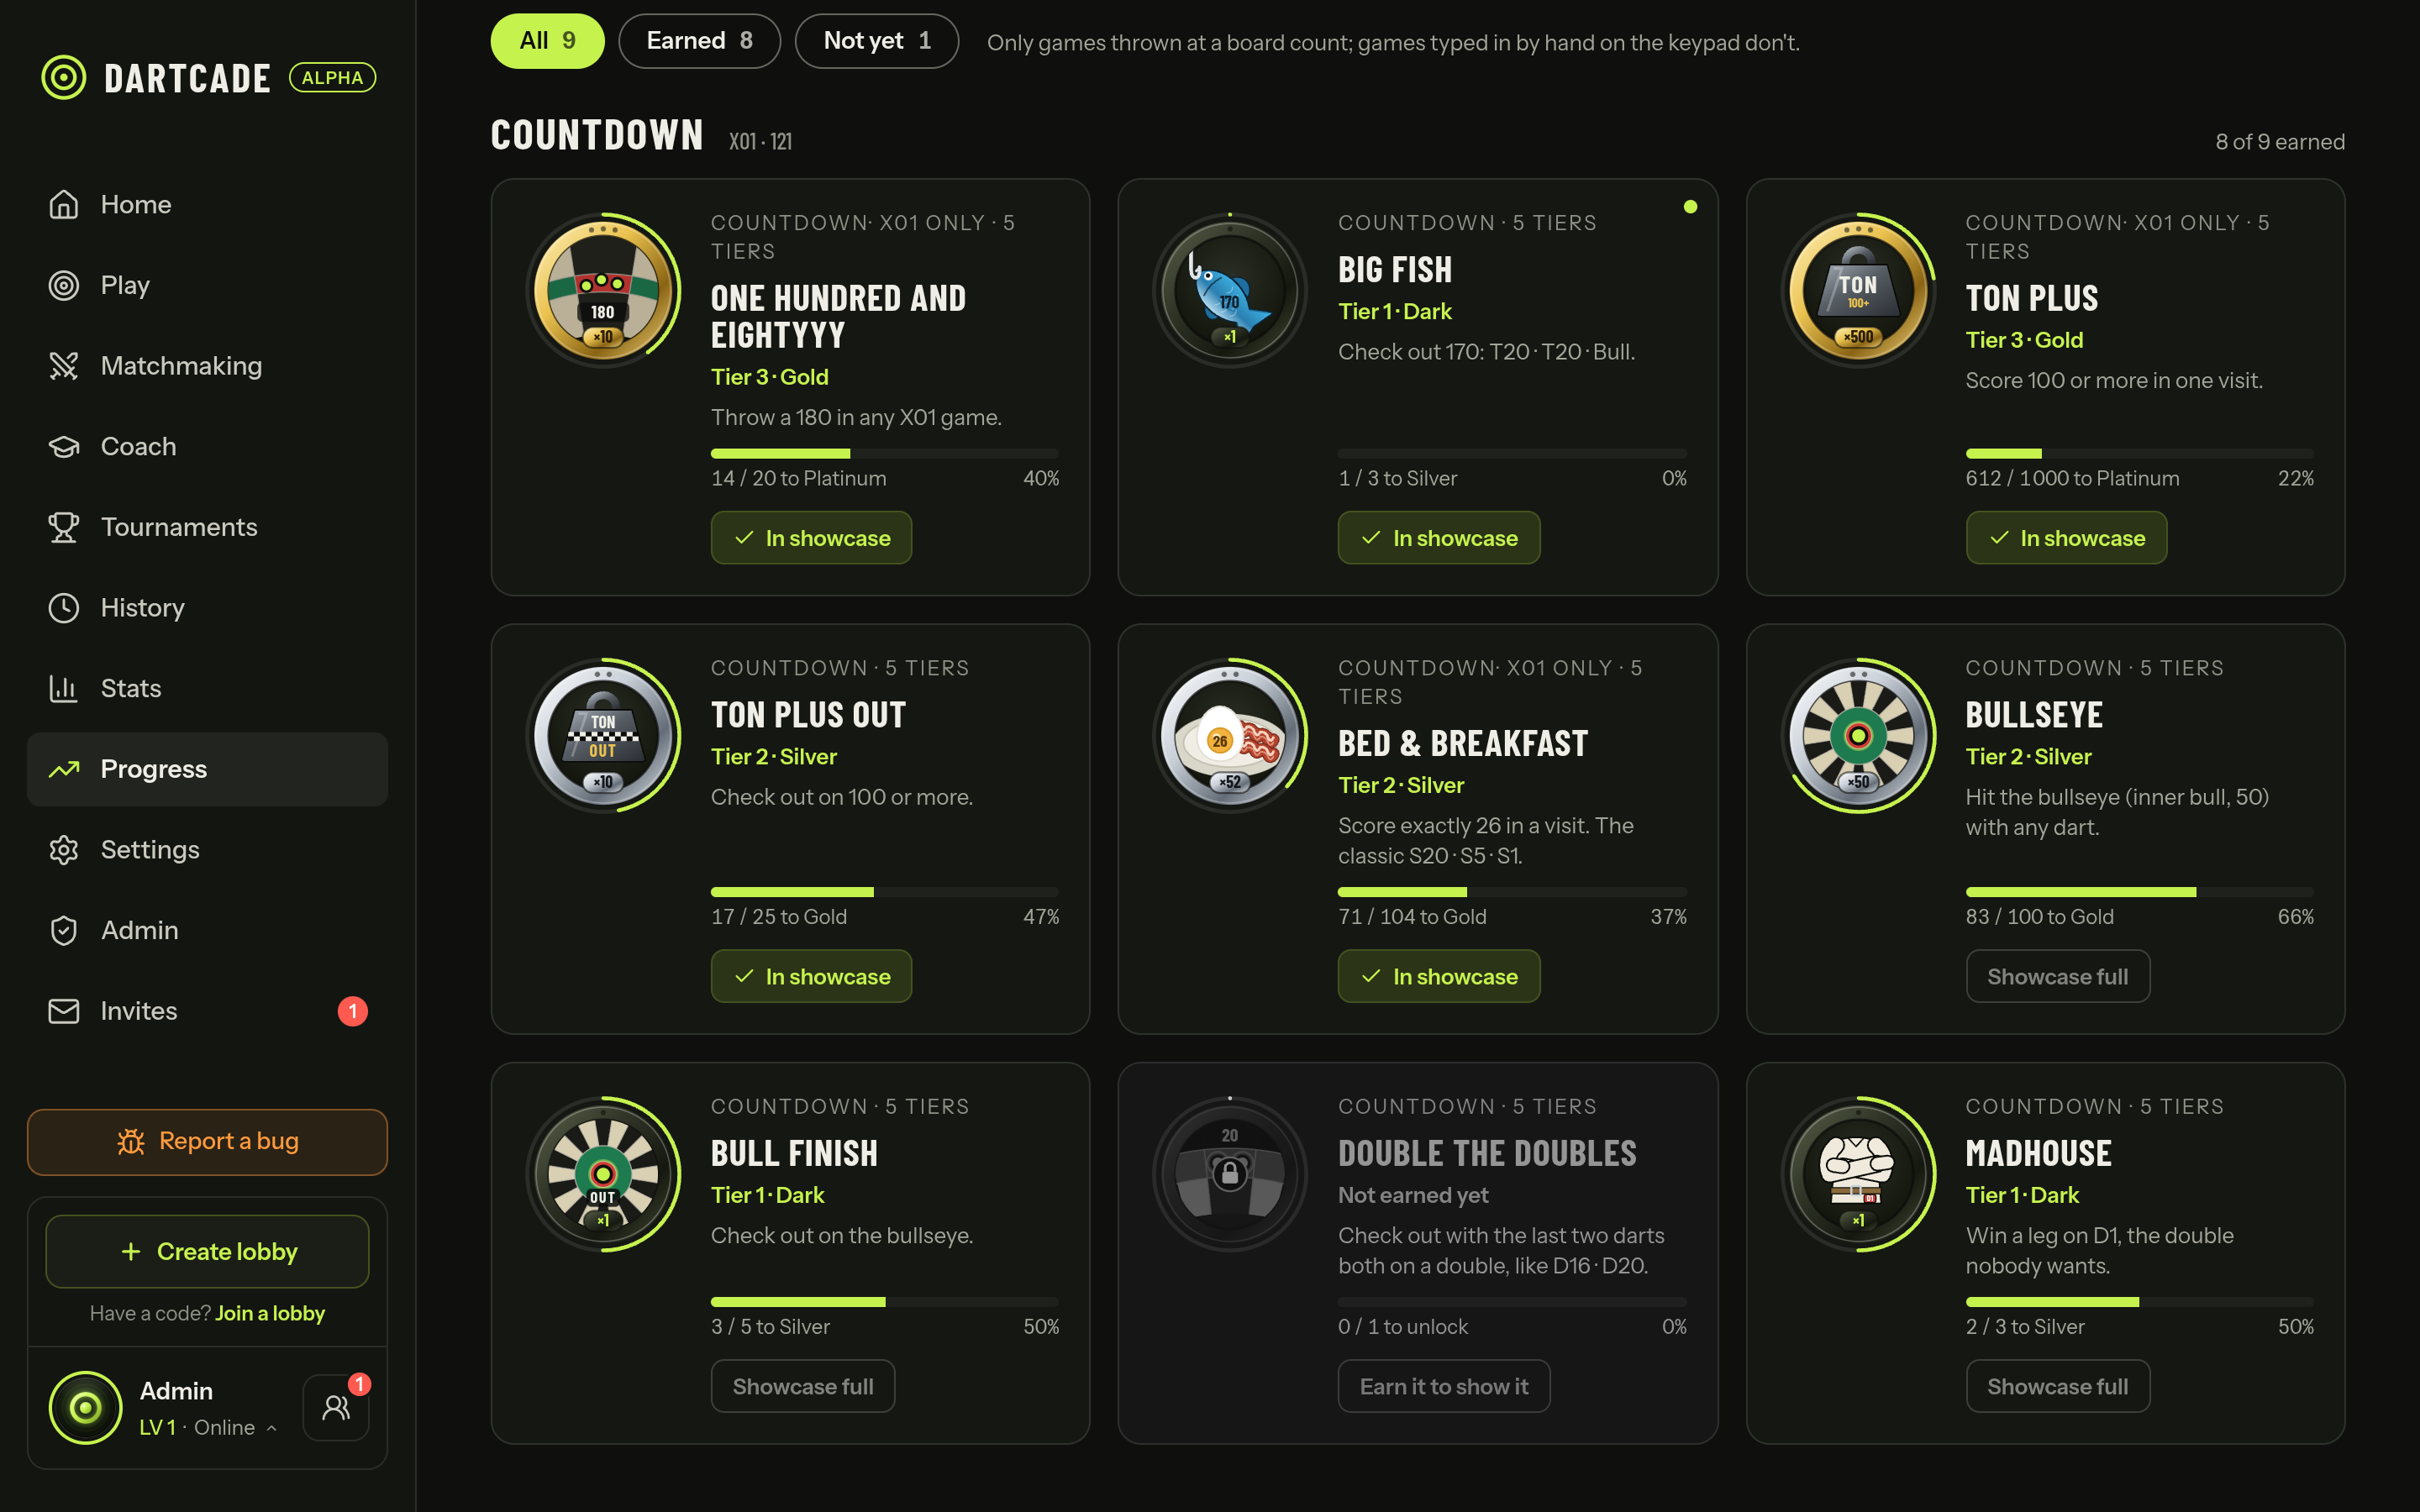 DARTCADE ALPHA
Home
Play
Matchmaking
Coach
Tournaments
History
Stats
Progress
Settings
Admin
Invites 1
Report a bug
Create lobby
Have a code? Join a lobby
Admin
LV 1 · Online
1
All 9
Earned 8
Not yet 1
Only games thrown at a board count; games typed in by hand on the keypad don't.
COUNTDOWN X01 · 121
8 of 9 earned
180
×10
COUNTDOWN· X01 ONLY · 5
TIERS
ONE HUNDRED AND
EIGHTYYY
Tier 3 · Gold
Throw a 180 in any X01 game.
14 / 20 to Platinum 40%
In showcase
170
×1
COUNTDOWN · 5 TIERS
BIG FISH
Tier 1 · Dark
Check out 170: T20 · T20 · Bull.
1 / 3 to Silver 0%
In showcase
TON
100+
×500
COUNTDOWN· X01 ONLY · 5
TIERS
TON PLUS
Tier 3 · Gold
Score 100 or more in one visit.
612 / 1000 to Platinum 22%
In showcase
TON
OUT
×10
COUNTDOWN · 5 TIERS
TON PLUS OUT
Tier 2 · Silver
Check out on 100 or more.
17 / 25 to Gold 47%
In showcase
26
×52
COUNTDOWN· X01 ONLY · 5
TIERS
BED & BREAKFAST
Tier 2 · Silver
Score exactly 26 in a visit. The
classic S20 · S5 · S1.
71 / 104 to Gold 37%
In showcase
×50
COUNTDOWN · 5 TIERS
BULLSEYE
Tier 2 · Silver
Hit the bullseye (inner bull, 50)
with any dart.
83 / 100 to Gold 66%
Showcase full
OUT
×1
COUNTDOWN · 5 TIERS
BULL FINISH
Tier 1 · Dark
Check out on the bullseye.
3 / 5 to Silver 50%
Showcase full
20
COUNTDOWN · 5 TIERS
DOUBLE THE DOUBLES
Not earned yet
Check out with the last two darts
both on a double, like D16 · D20.
0 / 1 to unlock 0%
Earn it to show it
D1
×1
COUNTDOWN · 5 TIERS
MADHOUSE
Tier 1 · Dark
Win a leg on D1, the double
nobody wants.
2 / 3 to Silver 50%
Showcase full